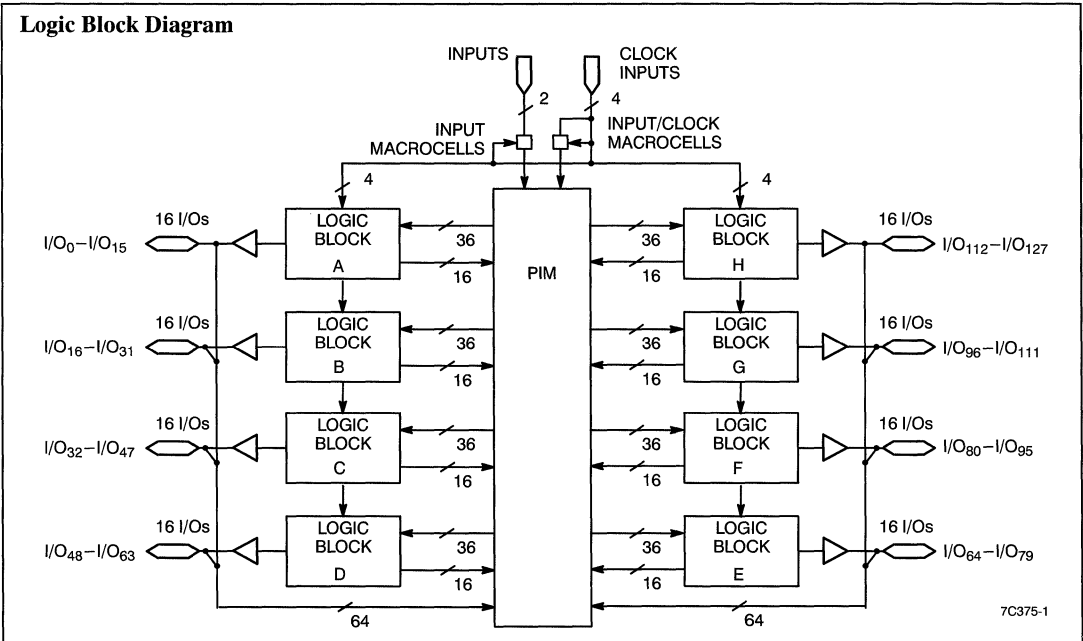 Logic Block Diagram
INPUTS
CLOCK
INPUTS
2
4
INPUT
MACROCELLS
INPUT/CLOCK
MACROCELLS
4
4
16 I/Os
I/O0–I/O15
LOGIC
BLOCK
A
36
16
PIM
36
16
LOGIC
BLOCK
H
16 I/Os
I/O112–I/O127
16 I/Os
I/O16–I/O31
LOGIC
BLOCK
B
36
16
36
16
LOGIC
BLOCK
G
16 I/Os
I/O96–I/O111
16 I/Os
I/O32–I/O47
LOGIC
BLOCK
C
36
16
36
16
LOGIC
BLOCK
F
16 I/Os
I/O80–I/O95
16 I/Os
I/O48–I/O63
LOGIC
BLOCK
D
36
16
36
16
LOGIC
BLOCK
E
16 I/Os
I/O64–I/O79
64
64
7C375-1